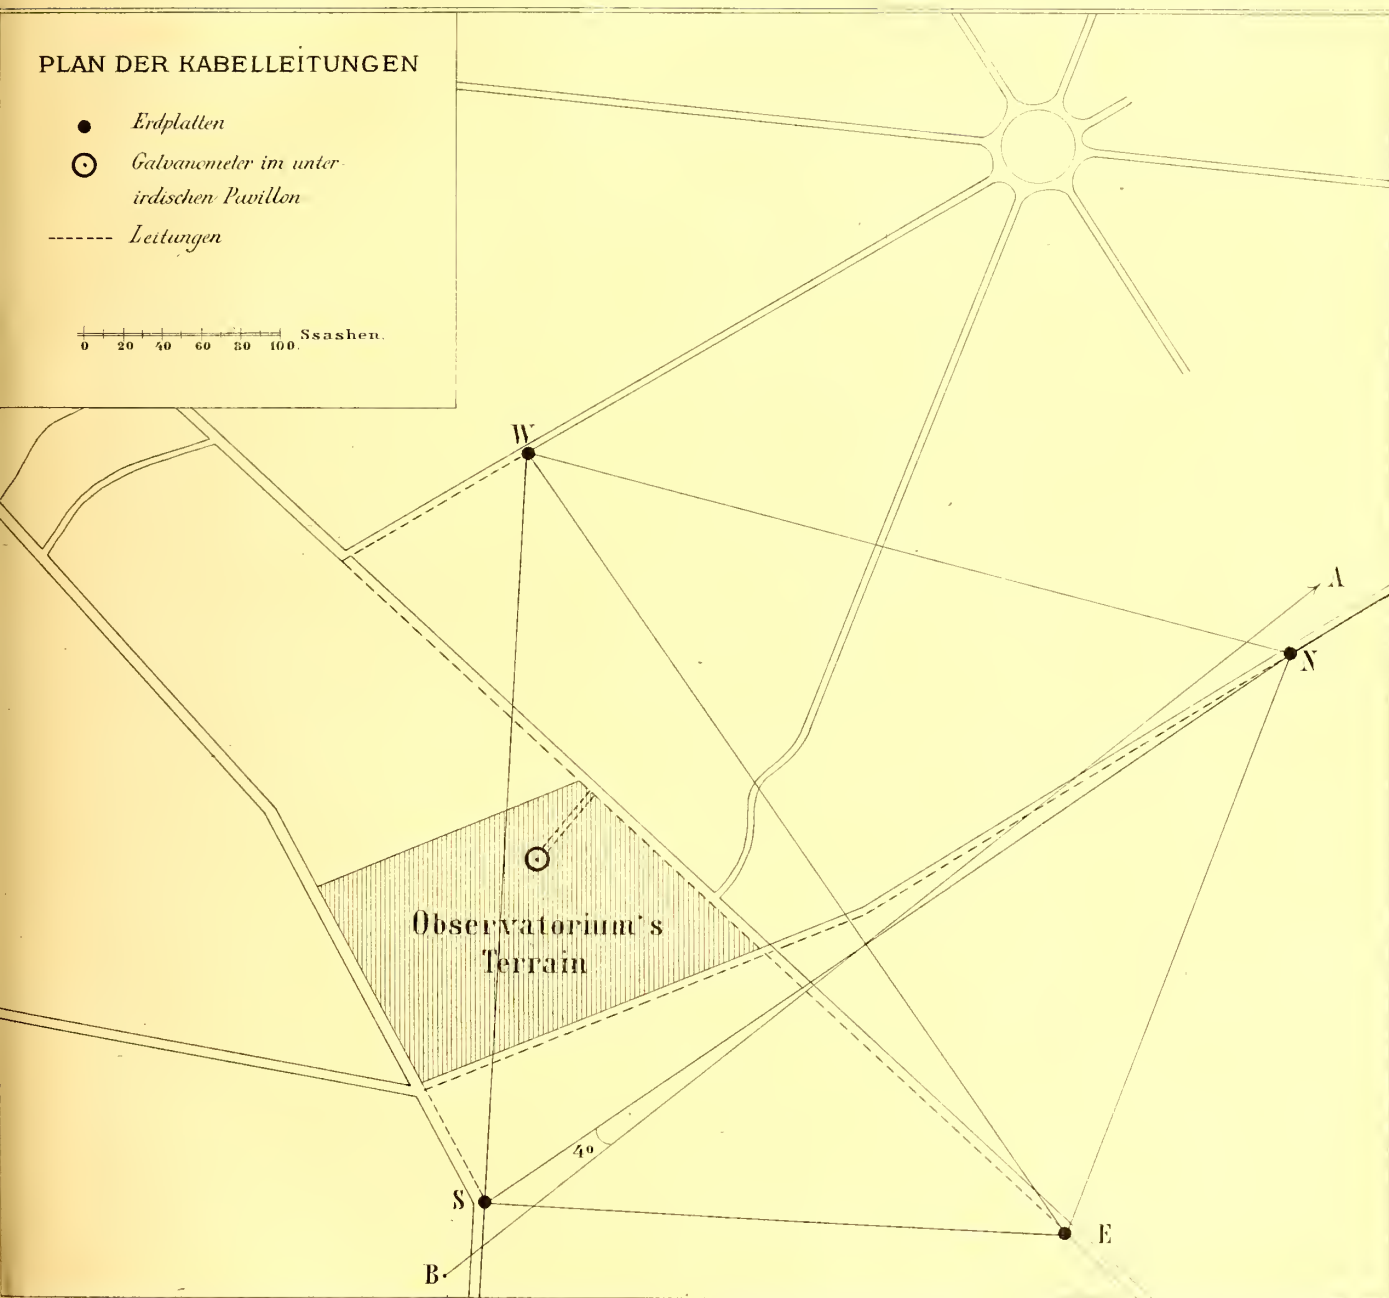 PLAN DER KABELLEITUNGEN
Erdplatten
Galvanometer im unter-
irdischen Pavillon
Leitungen
Ssashen.
0 20 40 60 80 100.
W
A
N
Observatorium's
Terrain
4°
S
E
B